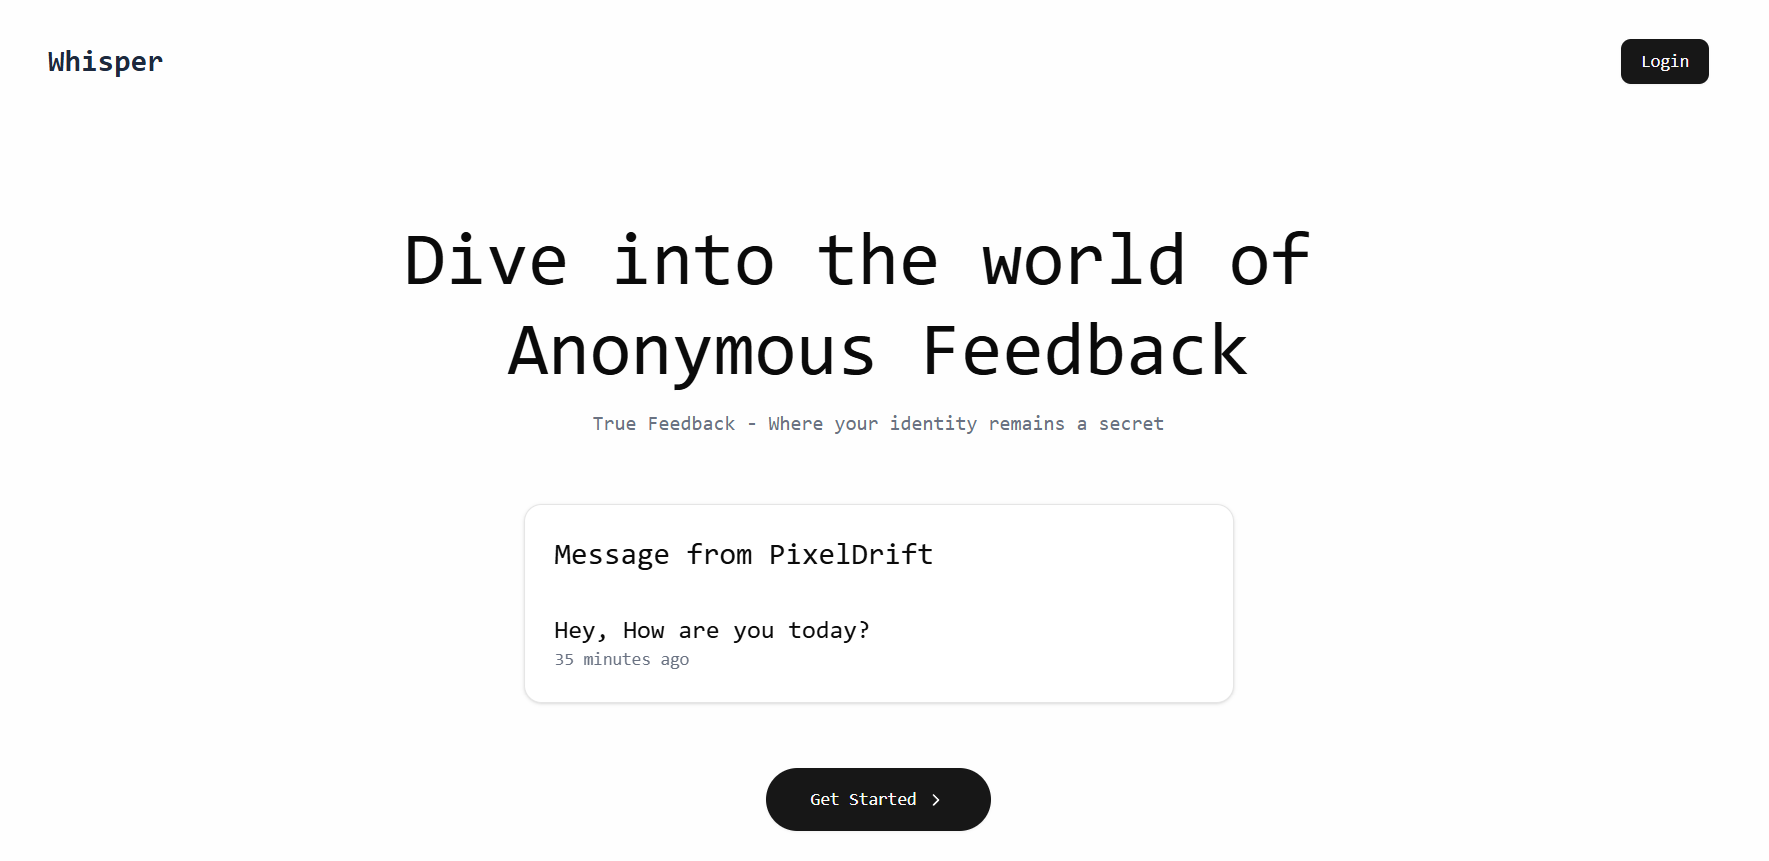 Whisper
Login
Dive into the world of
Anonymous Feedback
True Feedback - Where your identity remains a secret
Message from PixelDrift
Hey, How are you today?
35 minutes ago
Get Started